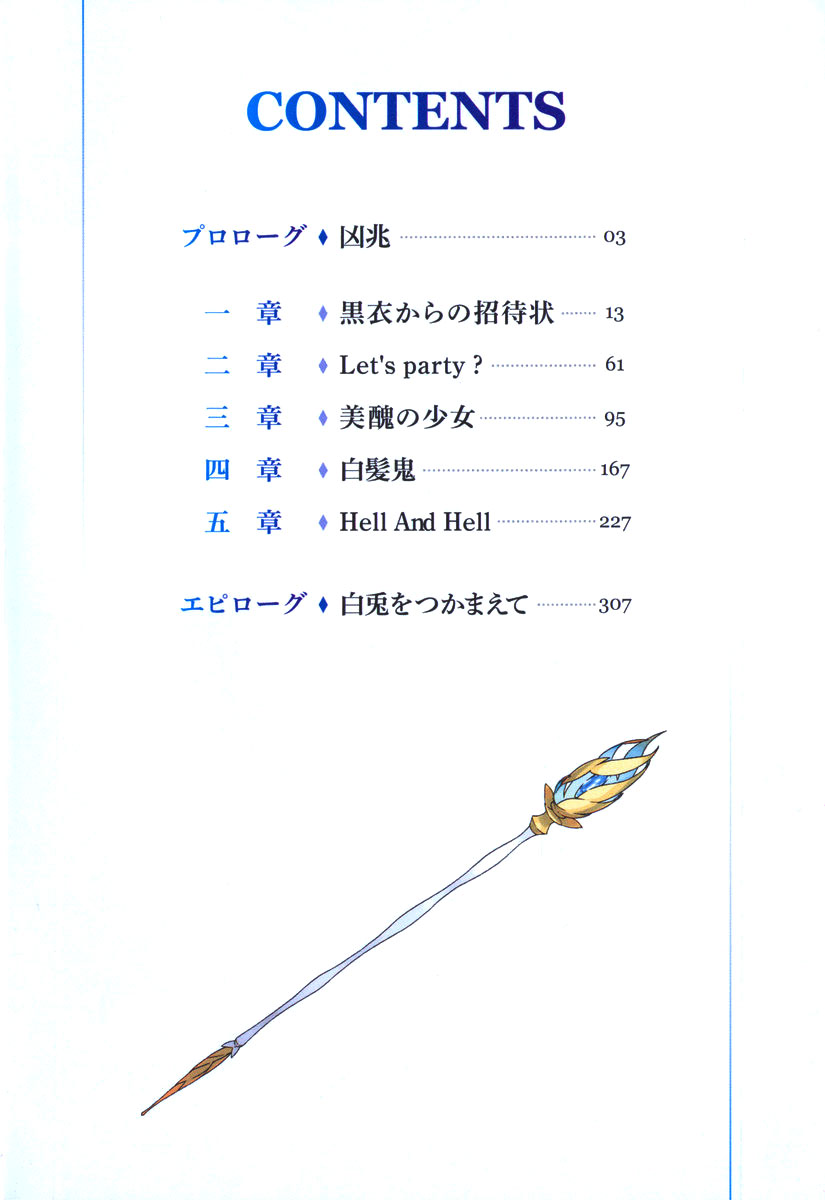 CONTENTS
プロローグ ♦ 凶兆 ………… 03
一 章 ♦ 黒衣からの招待状 ………… 13
二 章 ♦ Let's party ? ………… 61
三 章 ♦ 美醜の少女 ………… 95
四 章 ♦ 白髪鬼 ………… 167
五 章 ♦ Hell And Hell ………… 227
エピローグ ♦ 白兎をつかまえて ………… 307